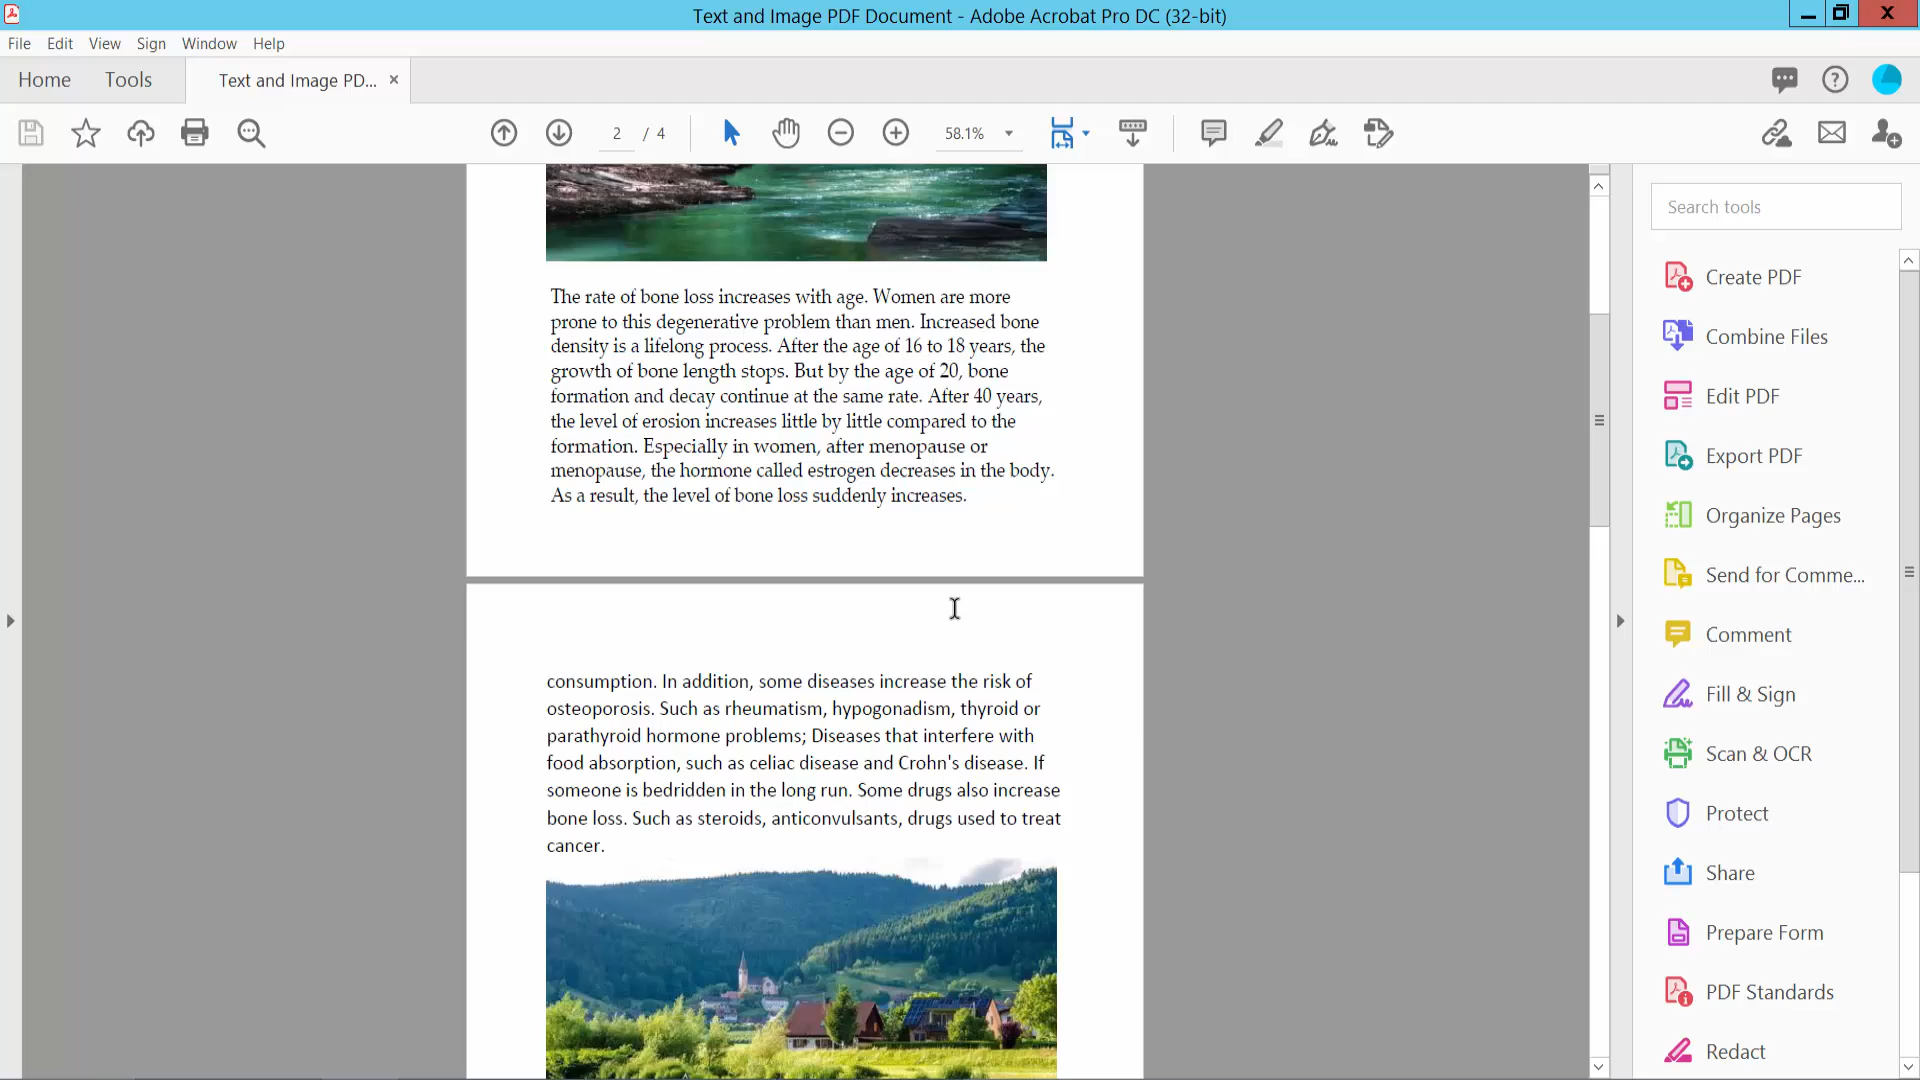 Text and Image PDF Document - Adobe Acrobat Pro DC (32-bit)
X
File Edit View Sign Window Help
Home Tools Text and Image PD... ×
2 / 4 58.1%
The rate of bone loss increases with age. Women are more
prone to this degenerative problem than men. Increased bone
density is a lifelong process. After the age of 16 to 18 years, the
growth of bone length stops. But by the age of 20, bone
formation and decay continue at the same rate. After 40 years,
the level of erosion increases little by little compared to the
formation. Especially in women, after menopause or
menopause, the hormone called estrogen decreases in the body.
As a result, the level of bone loss suddenly increases.
consumption. In addition, some diseases increase the risk of
osteoporosis. Such as rheumatism, hypogonadism, thyroid or
parathyroid hormone problems; Diseases that interfere with
food absorption, such as celiac disease and Crohn's disease. If
someone is bedridden in the long run. Some drugs also increase
bone loss. Such as steroids, anticonvulsants, drugs used to treat
cancer.
Search tools
Create PDF
Combine Files
Edit PDF
Export PDF
Organize Pages
Send for Comme...
Comment
Fill & Sign
Scan & OCR
Protect
Share
Prepare Form
PDF Standards
Redact